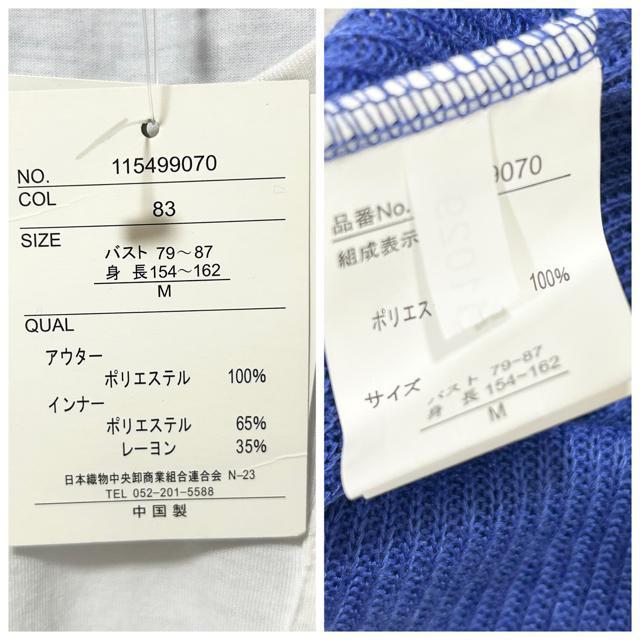 NO. 115499070
COL 83
SIZE
バスト 79～87
身 長154～162
M
QUAL
アウター
ポリエステル 100%
インナー
ポリエステル 65%
レーヨン 35%
日本織物中央卸商業組合連合会 N-23
TEL 052-201-5588
中国製
品番No. 9070
組成表示
ポリエス 100%
サイズ
バスト 79-87
身 長 154-162
M